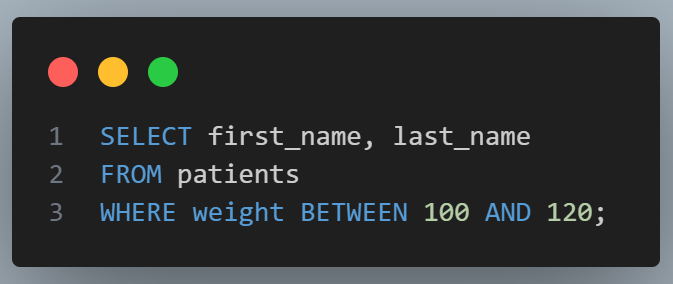 1 SELECT first_name, last_name
2 FROM patients
3 WHERE weight BETWEEN 100 AND 120;